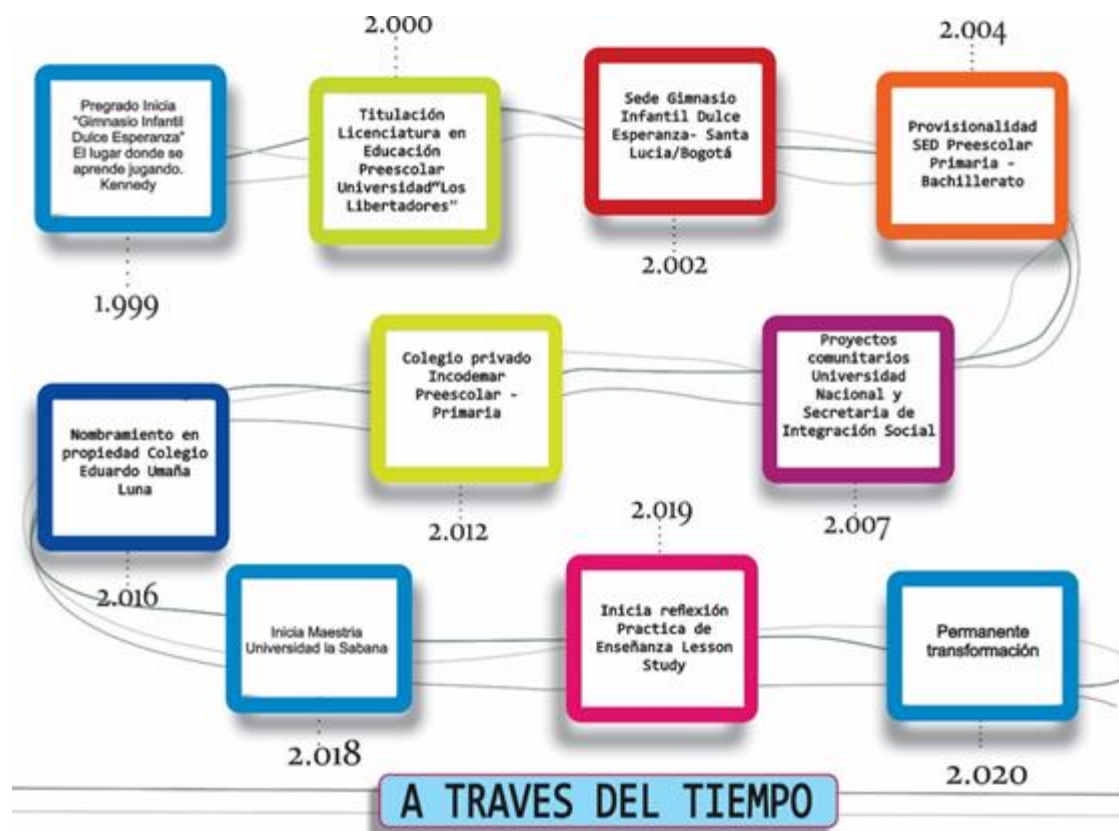 Pregrado Inicia
"Gimnasio Infantil
Dulce Esperanza"
El lugar donde se
aprende jugando.
Kennedy
1.999
2.000
Titulación
Licenciatura en
Educación
Preescolar
Universidad"Los
Libertadores"
Sede Gimnasio
Infantil Dulce
Esperanza- Santa
Lucia/Bogotá
2.002
2.004
Provisionalidad
SED Preescolar
Primaria -
Bachillerato
Proyectos
comunitarios
Universidad
Nacional y
Secretaria de
Integración Social
2.007
Colegio privado
Incodemar
Preescolar -
Primaria
2.012
Nombramiento en
propiedad Colegio
Eduardo Umaña
Luna
2.016
Inicia Maestria
Universidad la Sabana
2.018
2.019
Inicia reflexión
Practica de
Enseñanza Lesson
Study
Permanente
transformación
2.020
A TRAVES DEL TIEMPO